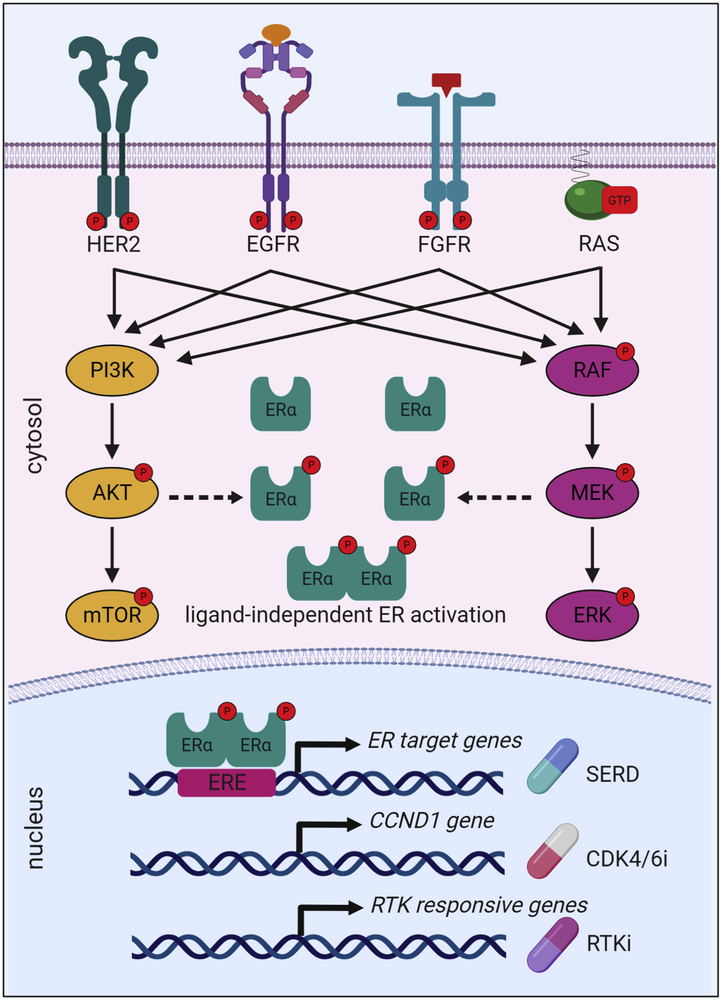 GTP
P P P P P P
HER2 EGFR FGFR RAS
P
PI3K RAF
ERα ERα
cytosol
P P P P
AKT ERα ERα MEK
P P
ERα ERα
P P
mTOR ligand-independent ER activation ERK
P P
ER target genes
ERα ERα
SERD
ERE
nucleus
CCND1 gene
CDK4/6i
RTK responsive genes
RTKi